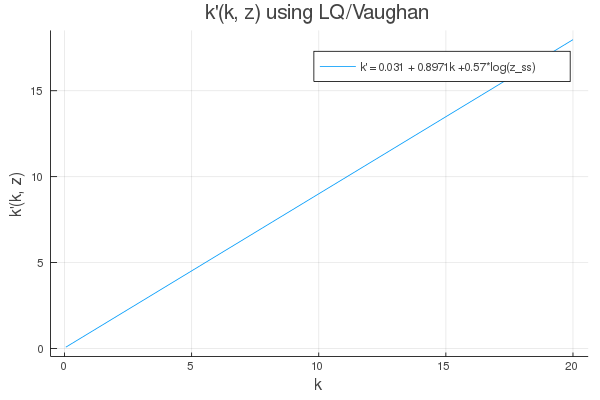 k'(k, z) using LQ/Vaughan
k' = 0.031 + 0.8971k +0.57*log(z_ss)
k'(k, z)
15
10
5
0
0 5 10 15 20
k